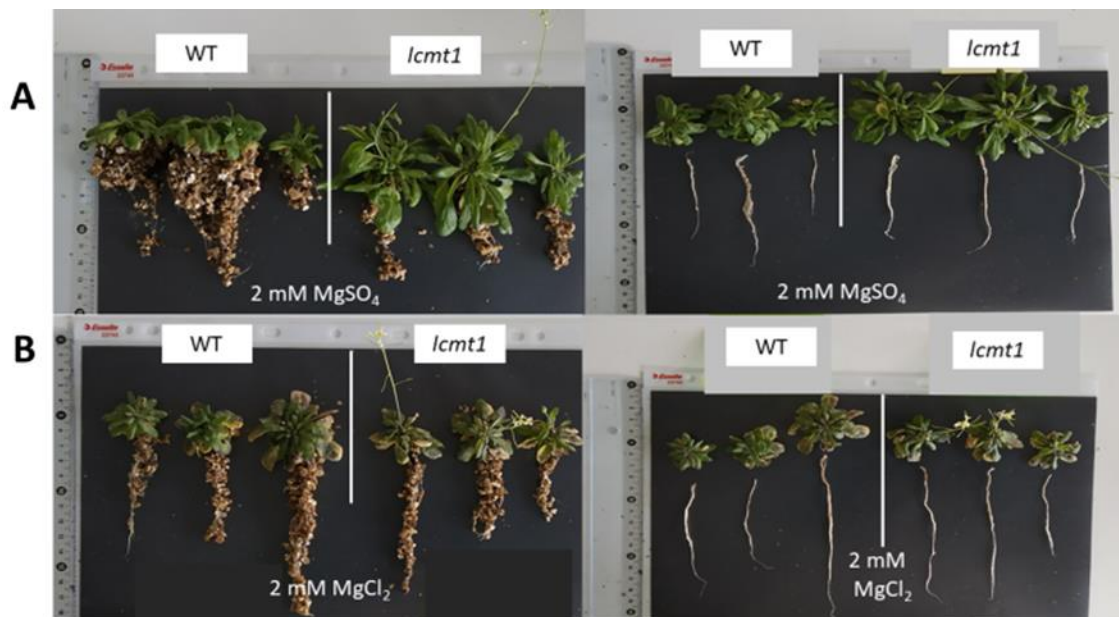 WT
lcmt1
WT
lcmt1
A
2 mM MgSO₄
2 mM MgSO₄
B
WT
lcmt1
WT
lcmt1
2 mM MgCl₂
2 mM
MgCl₂